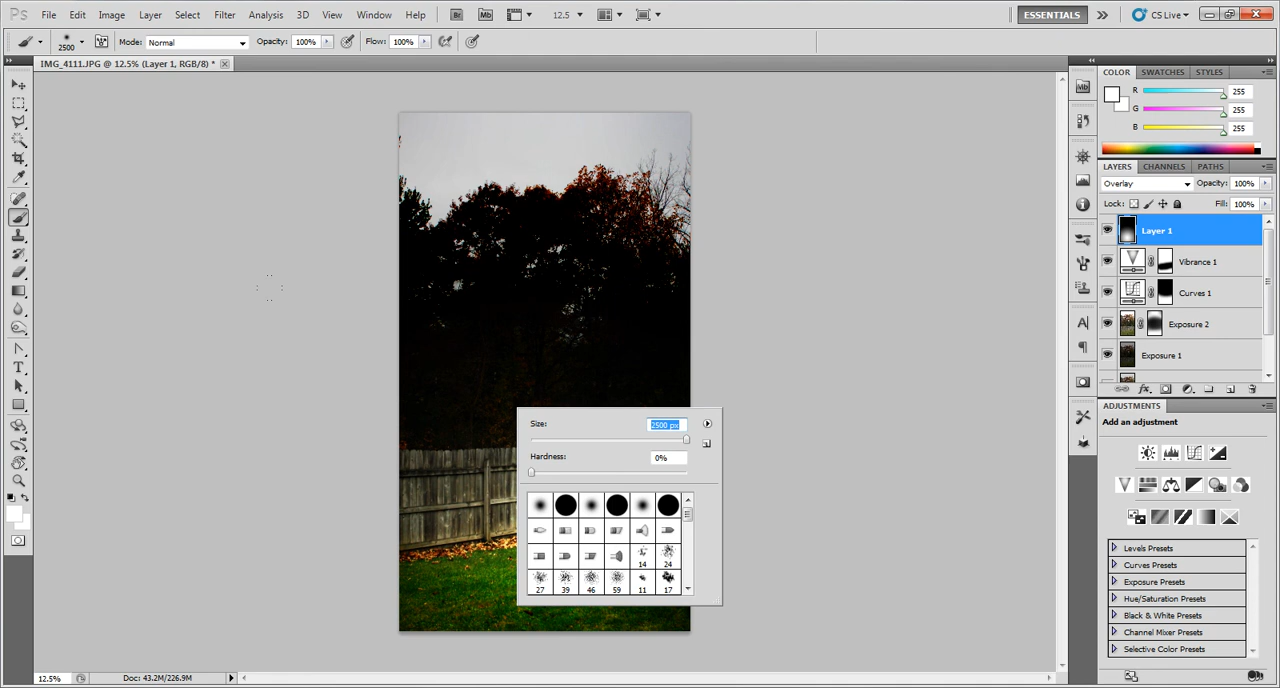 Ps File Edit Image Layer Select Filter Analysis 3D View Window Help Br Mb 12.5 ESSENTIALS CS Live
2500 Mode: Normal Opacity: 100% Flow: 100%
IMG_4111.JPG @ 12.5% (Layer 1, RGB/8) *
COLOR SWATCHES STYLES
R 255
G 255
B 255
LAYERS CHANNELS PATHS
Overlay Opacity: 100%
Lock: Fill: 100%
Layer 1
Vibrance 1
Curves 1
Exposure 2
Exposure 1
Mb
A
T
fx
Size: 2500 px
Hardness: 0%
14 24
27 39 46 59 11 17
ADJUSTMENTS
Add an adjustment
Levels Presets
Curves Presets
Exposure Presets
Hue/Saturation Presets
Black & White Presets
Channel Mixer Presets
Selective Color Presets
12.5% Doc: 43.2M/226.9M